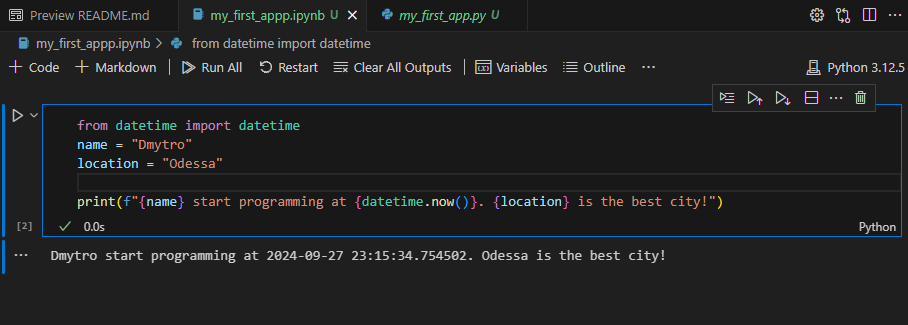 Preview README.md my_first_appp.ipynb U my_first_app.py U
my_first_appp.ipynb > from datetime import datetime
+ Code + Markdown Run All Restart Clear All Outputs Variables Outline ... Python 3.12.5
from datetime import datetime
name = "Dmytro"
location = "Odessa"
print(f"{name} start programming at {datetime.now()}. {location} is the best city!")
[2] 0.0s Python
Dmytro start programming at 2024-09-27 23:15:34.754502. Odessa is the best city!